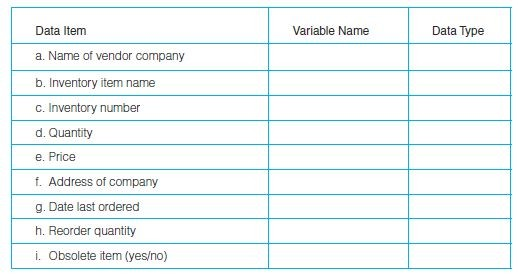 Data Item Variable Name Data Type
a. Name of vendor company
b. Inventory item name
c. Inventory number
d. Quantity
e. Price
f. Address of company
g. Date last ordered
h. Reorder quantity
i. Obsolete item (yes/no)